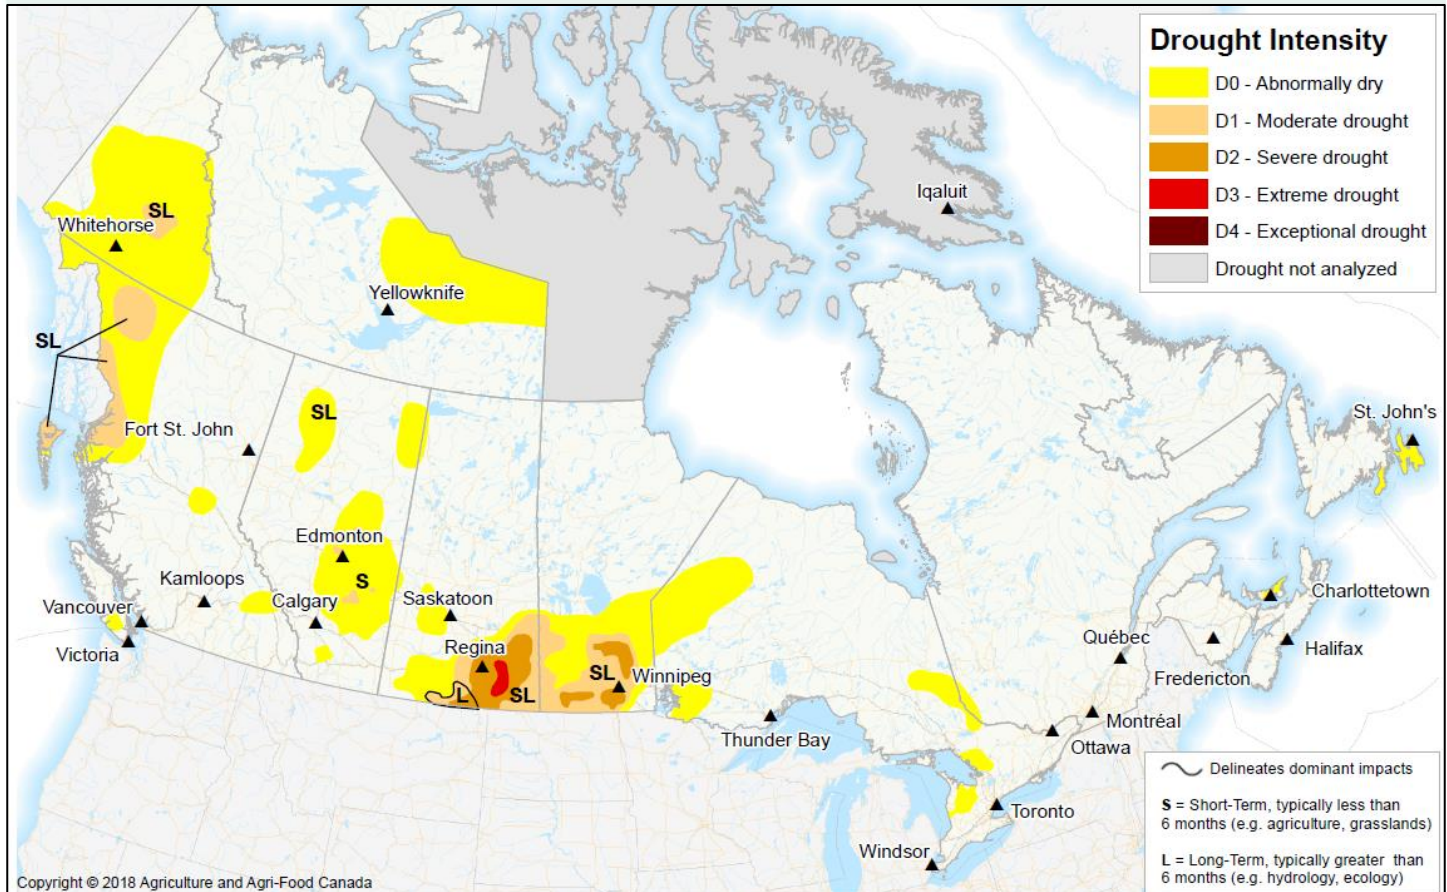 Drought Intensity
D0 - Abnormally dry
D1 - Moderate drought
D2 - Severe drought
D3 - Extreme drought
D4 - Exceptional drought
Drought not analyzed
Iqaluit
SL
Whitehorse
Yellowknife
SL
SL
Fort St. John
St. John's
Edmonton
S
Kamloops
Calgary
Saskatoon
Vancouver
Victoria
Regina
L
SL
SL
Winnipeg
Thunder Bay
Charlottetown
Québec
Halifax
Fredericton
Montréal
Ottawa
Toronto
Windsor
Delineates dominant impacts
S = Short-Term, typically less than
6 months (e.g. agriculture, grasslands)
L = Long-Term, typically greater than
6 months (e.g. hydrology, ecology)
Copyright © 2018 Agriculture and Agri-Food Canada